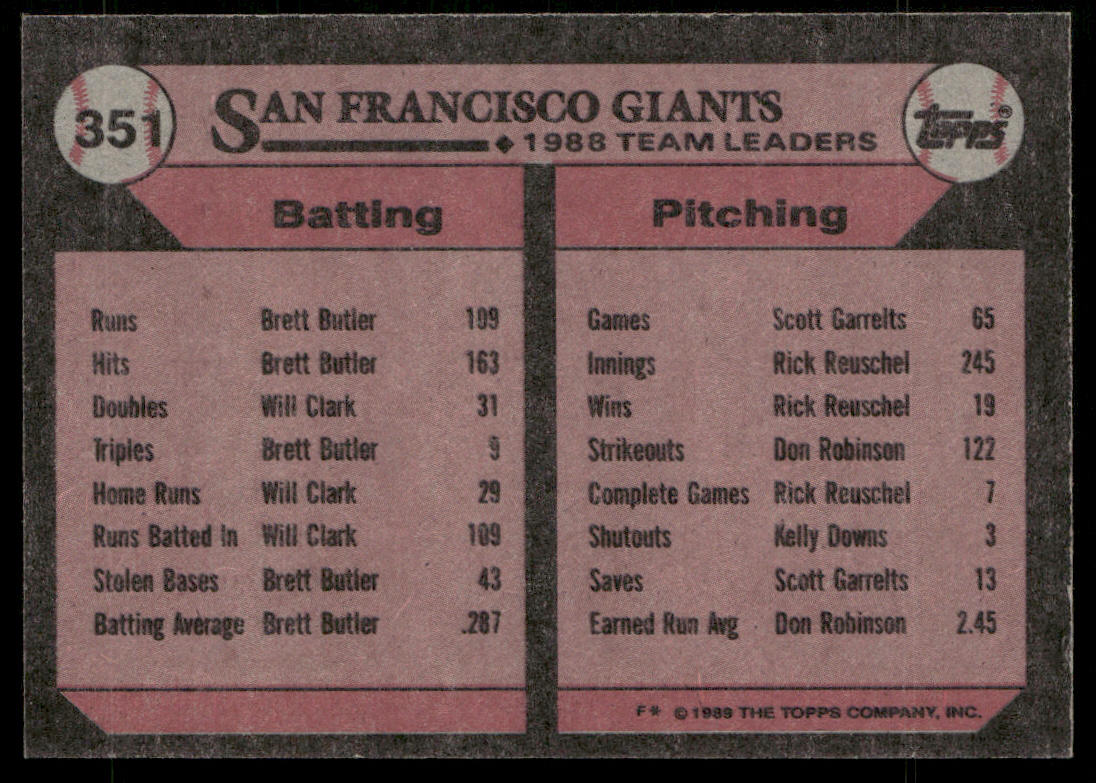 351
SAN FRANCISCO GIANTS
1988 TEAM LEADERS
TOPPS®
Batting
Runs Brett Butler 109
Hits Brett Butler 163
Doubles Will Clark 31
Triples Brett Butler 9
Home Runs Will Clark 29
Runs Batted In Will Clark 109
Stolen Bases Brett Butler 43
Batting Average Brett Butler .287
Pitching
Games Scott Garrelts 65
Innings Rick Reuschel 245
Wins Rick Reuschel 19
Strikeouts Don Robinson 122
Complete Games Rick Reuschel 7
Shutouts Kelly Downs 3
Saves Scott Garrelts 13
Earned Run Avg Don Robinson 2.45
F* © 1989 THE TOPPS COMPANY, INC.